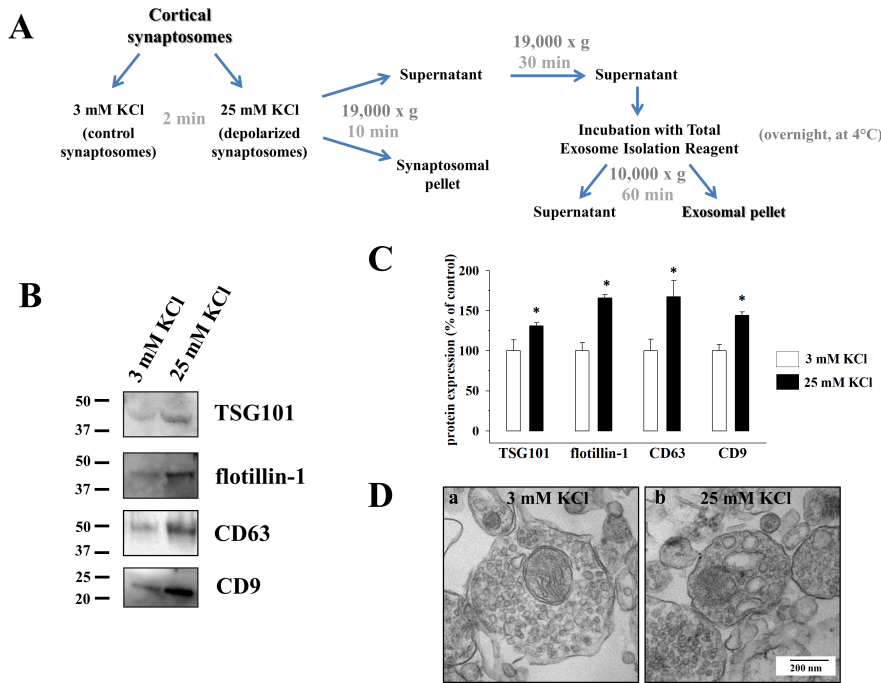 A
Cortical
synaptosomes
3 mM KCl
(control
synaptosomes)
2 min
25 mM KCl
(depolarized
synaptosomes)
19,000 x g
10 min
Supernatant
Synaptosomal
pellet
19,000 x g
30 min
Supernatant
Incubation with Total
Exosome Isolation Reagent
(overnight, at 4°C)
10,000 x g
60 min
Supernatant
Exosomal pellet
B
3 mM KCl
25 mM KCl
50
37
TSG101
50
37
flotillin-1
50
37
CD63
25
20
CD9
C
protein expression (% of control)
200
150
100
50
0
* * * *
TSG101 flotillin-1 CD63 CD9
3 mM KCl
25 mM KCl
D
a 3 mM KCl
b 25 mM KCl
200 nm